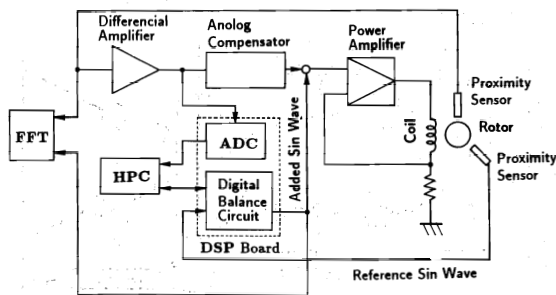 Differencial
Amplifier
Anolog
Compensator
Power
Amplifier
Proximity
Sensor
Rotor
Coil
FFT
ADC
Proximity
Sensor
HPC
Digital
Balance
Circuit
Added Sin Wave
DSP Board
Reference Sin Wave